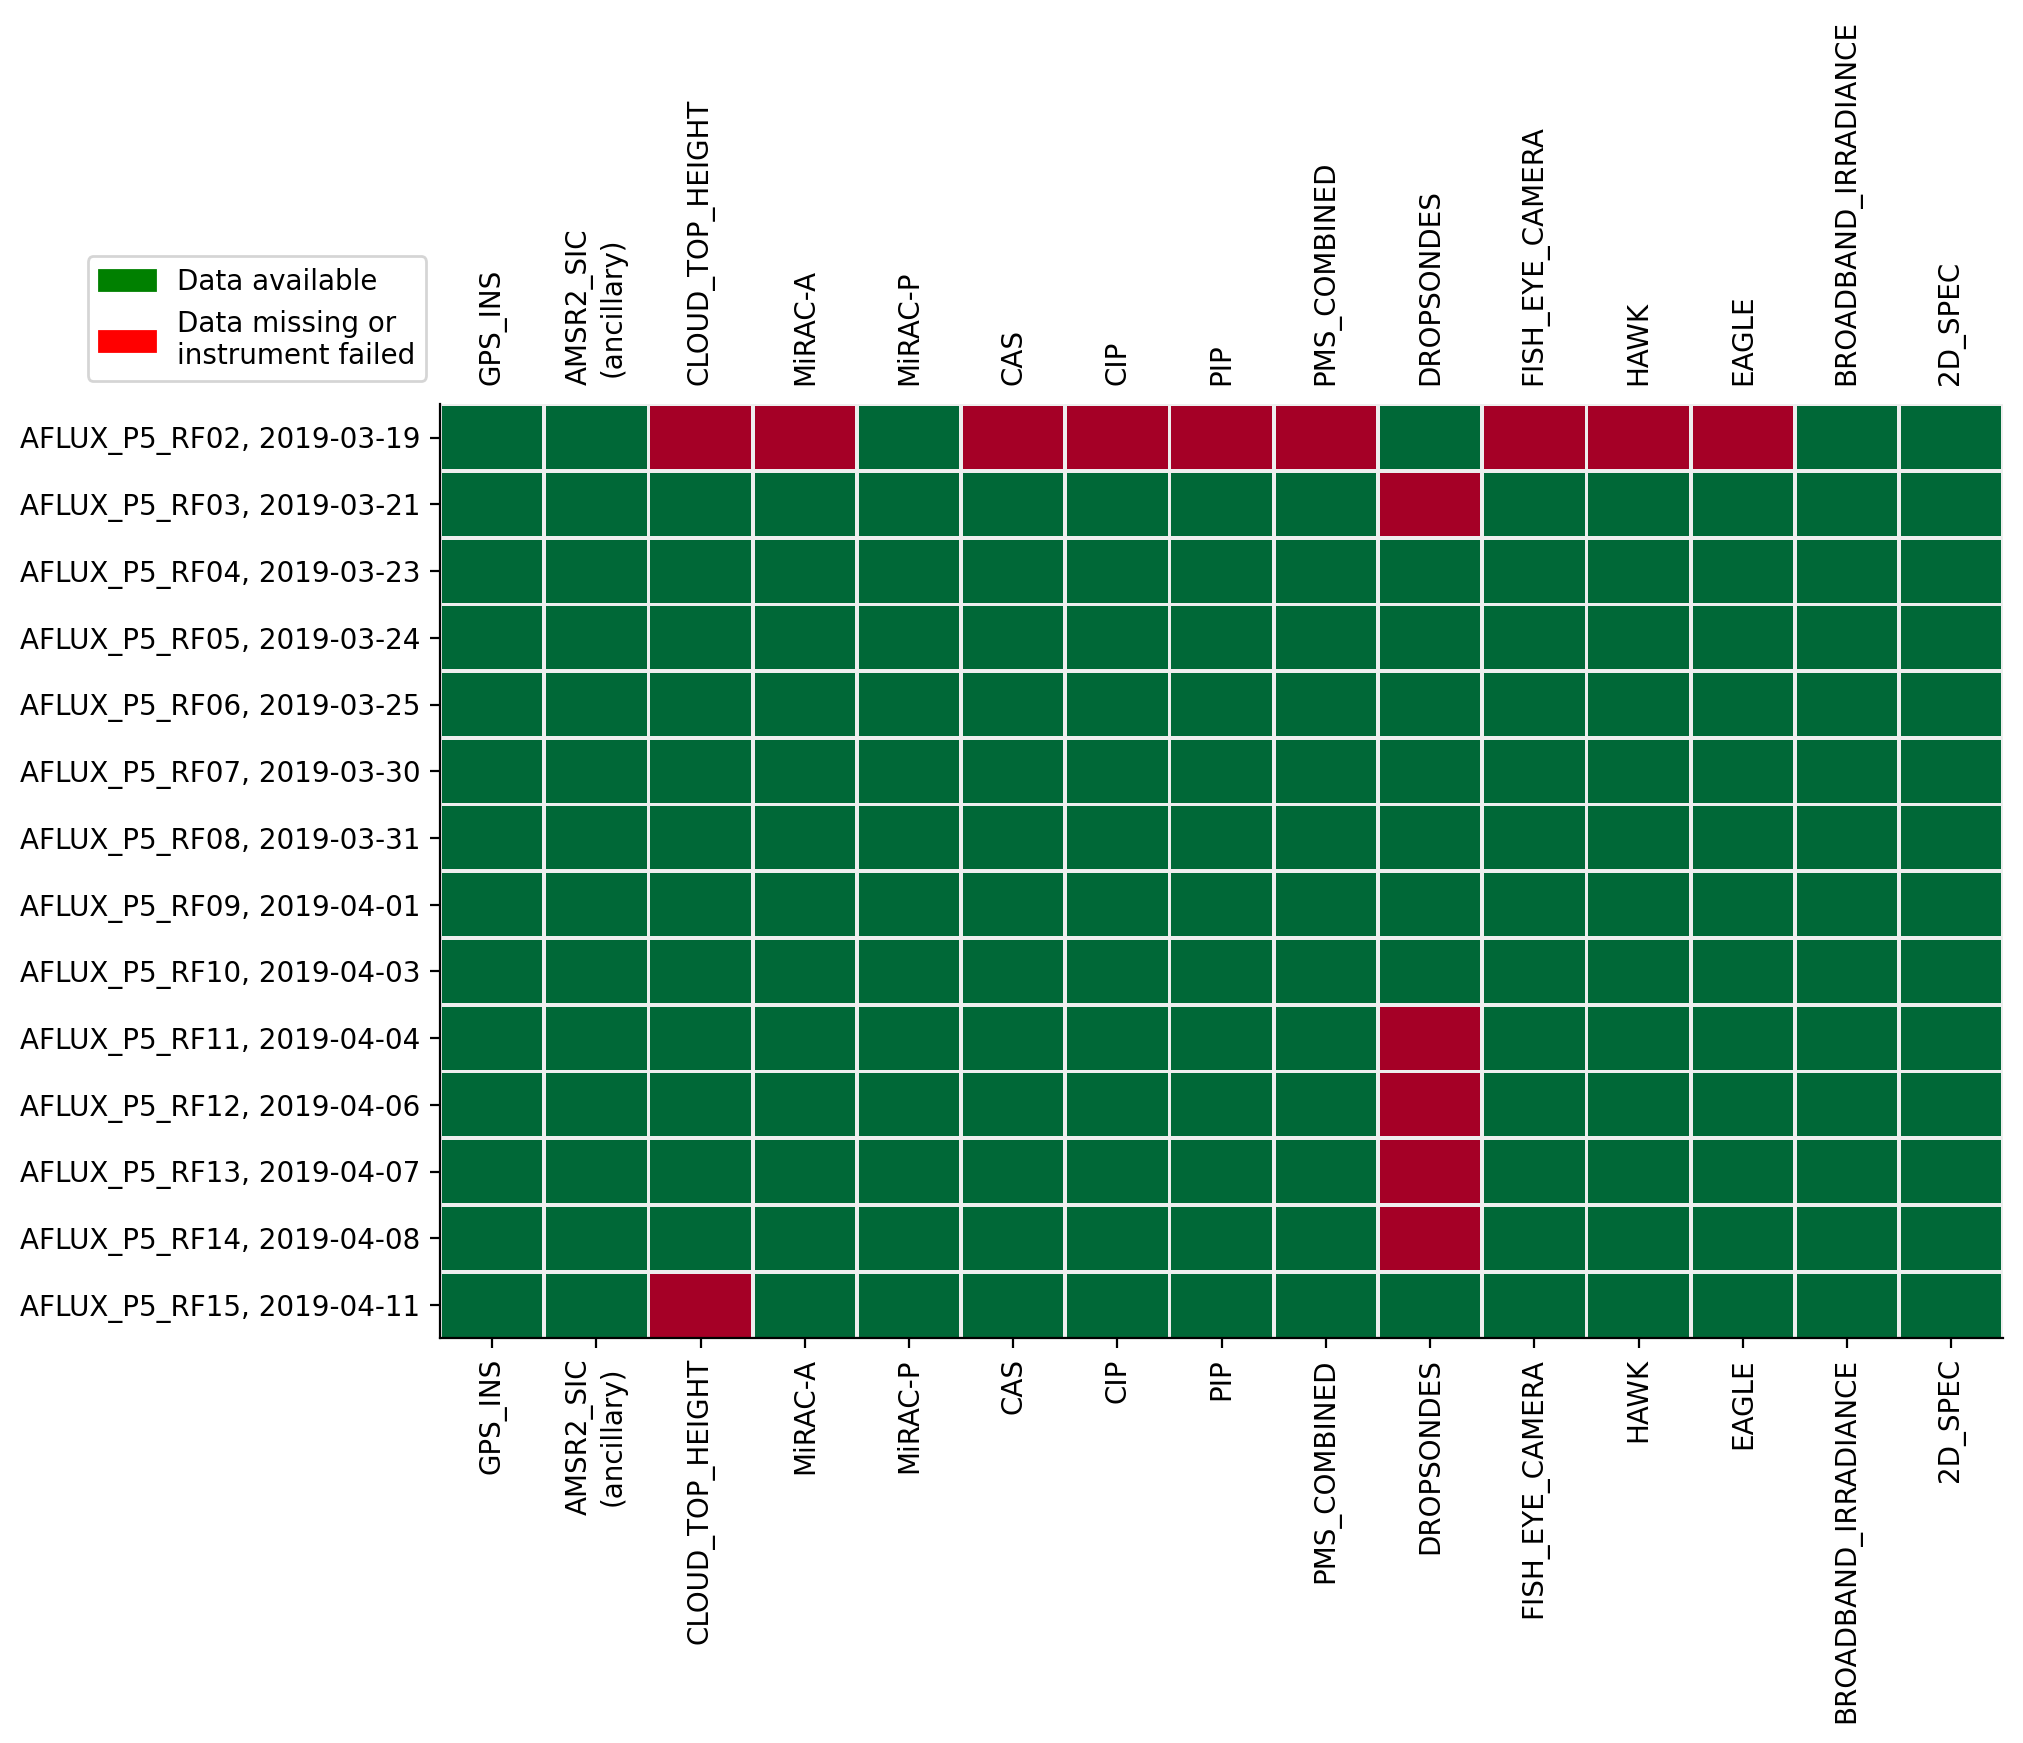 Data available
Data missing or
instrument failed
GPS_INS
AMSR2_SIC
(ancillary)
CLOUD_TOP_HEIGHT
MiRAC-A
MiRAC-P
CAS
CIP
PIP
PMS_COMBINED
DROPSONDES
FISH_EYE_CAMERA
HAWK
EAGLE
BROADBAND_IRRADIANCE
2D_SPEC
AFLUX_P5_RF02, 2019-03-19
AFLUX_P5_RF03, 2019-03-21
AFLUX_P5_RF04, 2019-03-23
AFLUX_P5_RF05, 2019-03-24
AFLUX_P5_RF06, 2019-03-25
AFLUX_P5_RF07, 2019-03-30
AFLUX_P5_RF08, 2019-03-31
AFLUX_P5_RF09, 2019-04-01
AFLUX_P5_RF10, 2019-04-03
AFLUX_P5_RF11, 2019-04-04
AFLUX_P5_RF12, 2019-04-06
AFLUX_P5_RF13, 2019-04-07
AFLUX_P5_RF14, 2019-04-08
AFLUX_P5_RF15, 2019-04-11
GPS_INS
AMSR2_SIC
(ancillary)
CLOUD_TOP_HEIGHT
MiRAC-A
MiRAC-P
CAS
CIP
PIP
PMS_COMBINED
DROPSONDES
FISH_EYE_CAMERA
HAWK
EAGLE
BROADBAND_IRRADIANCE
2D_SPEC